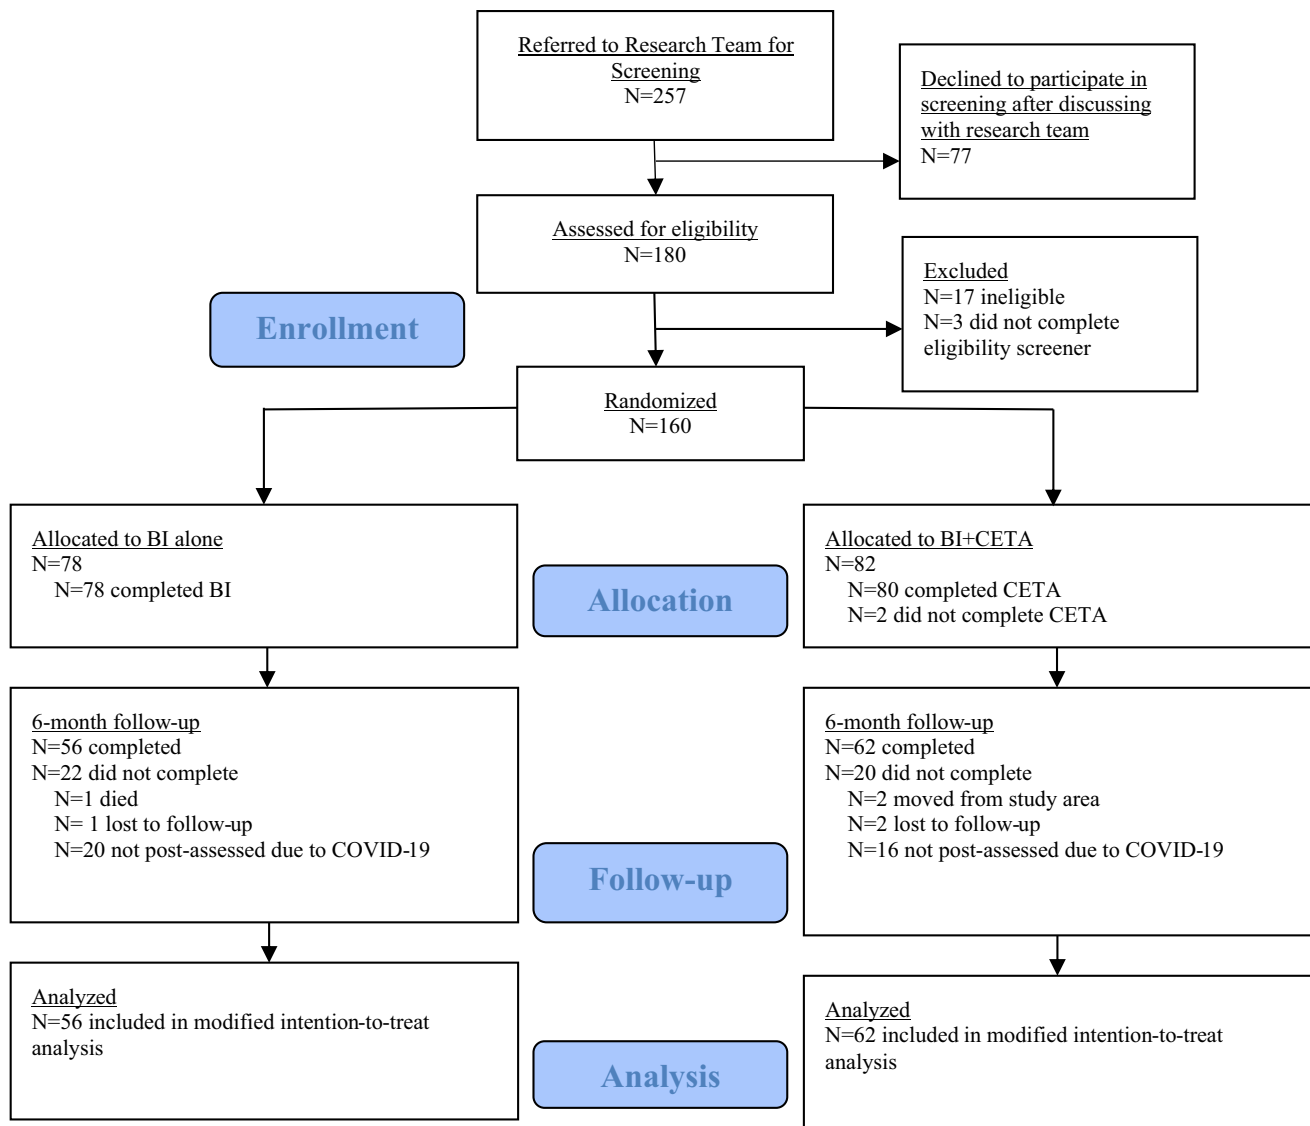 Referred to Research Team for
Screening
N=257
Declined to participate in
screening after discussing
with research team
N=77
Assessed for eligibility
N=180
Excluded
N=17 ineligible
N=3 did not complete
eligibility screener
Enrollment
Randomized
N=160
Allocated to BI alone
N=78
N=78 completed BI
Allocation
Allocated to BI+CETA
N=82
N=80 completed CETA
N=2 did not complete CETA
6-month follow-up
N=56 completed
N=22 did not complete
N=1 died
N= 1 lost to follow-up
N=20 not post-assessed due to COVID-19
6-month follow-up
N=62 completed
N=20 did not complete
N=2 moved from study area
N=2 lost to follow-up
N=16 not post-assessed due to COVID-19
Follow-up
Analyzed
N=56 included in modified intention-to-treat
analysis
Analyzed
N=62 included in modified intention-to-treat
analysis
Analysis